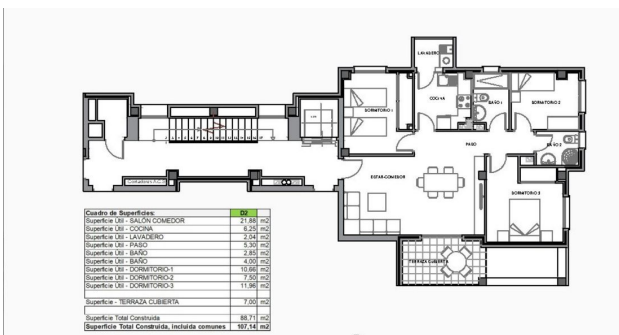 LAVADERO
COCINA
BAÑO 1
DORMITORIO 1
DORMITORIO 2
PASO
BAÑO 2
ESTAR-COMEDOR
DORMITORIO 3
TERRAZA CUBIERTA
Cuadro de Superficies: D2
Superficie Útil - SALÓN COMEDOR 21,88 m2
Superficie Útil - COCINA 6,25 m2
Superficie Útil - LAVADERO 2,04 m2
Superficie Útil - PASO 5,30 m2
Superficie Útil - BAÑO 2,85 m2
Superficie Útil - BAÑO 4,00 m2
Superficie Útil - DORMITORIO-1 10,66 m2
Superficie Útil - DORMITORIO-2 7,50 m2
Superficie Útil - DORMITORIO-3 11,96 m2
Superficie - TERRAZA CUBIERTA 7,00 m2
Superficie Total Construida 88,71 m2
Superficie Total Construida, incluida comunes 107,14 m2